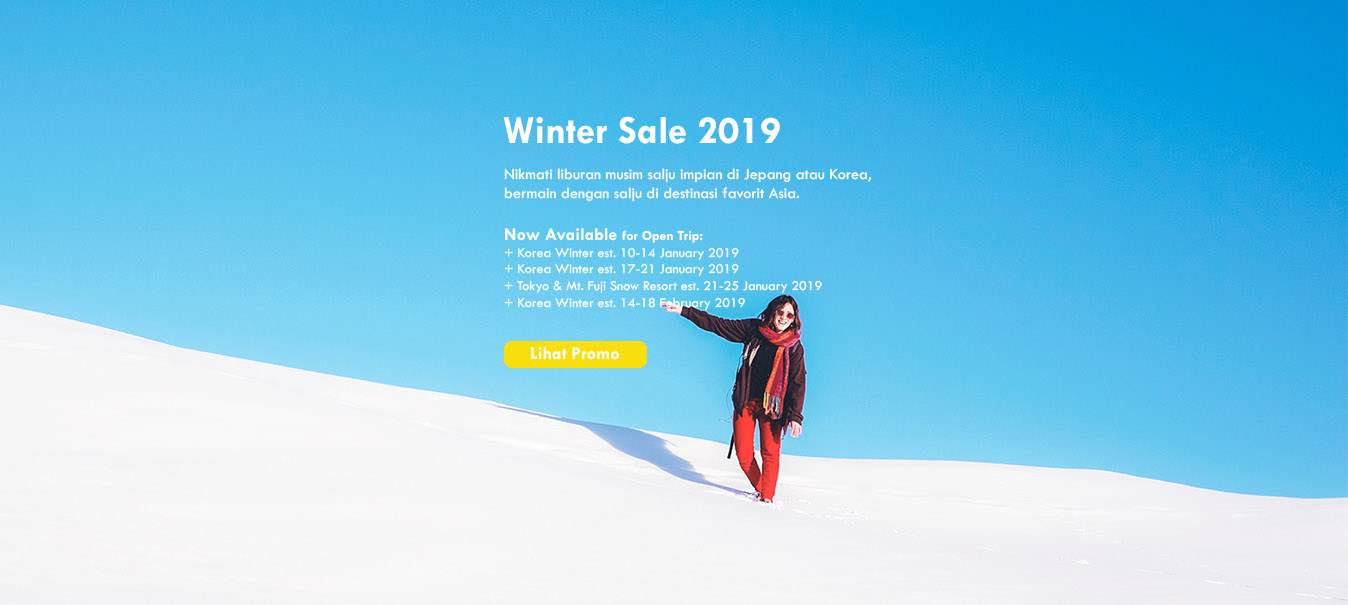 Winter Sale 2019
Nikmati liburan musim salju impian di Jepang atau Korea,
bermain dengan salju di destinasi favorit Asia.
Now Available for Open Trip:
+ Korea Winter est. 10-14 January 2019
+ Korea Winter est. 17-21 January 2019
+ Tokyo & Mt. Fuji Snow Resort est. 21-25 January 2019
+ Korea Winter est. 14-18 February 2019
Lihat Promo